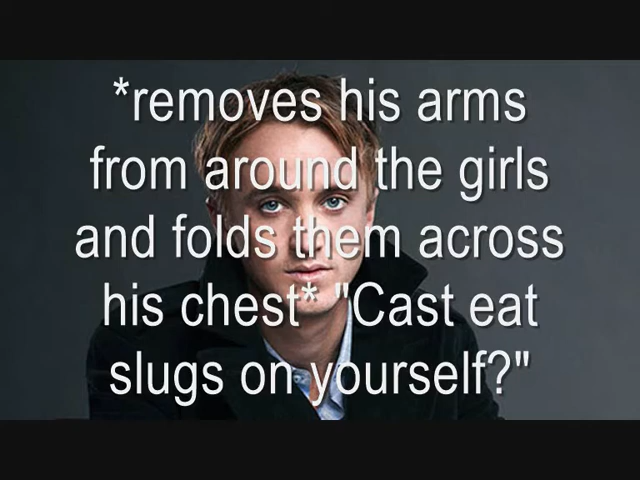 *removes his arms
from around the girls
and folds them across
his chest* "Cast eat
slugs on yourself?"